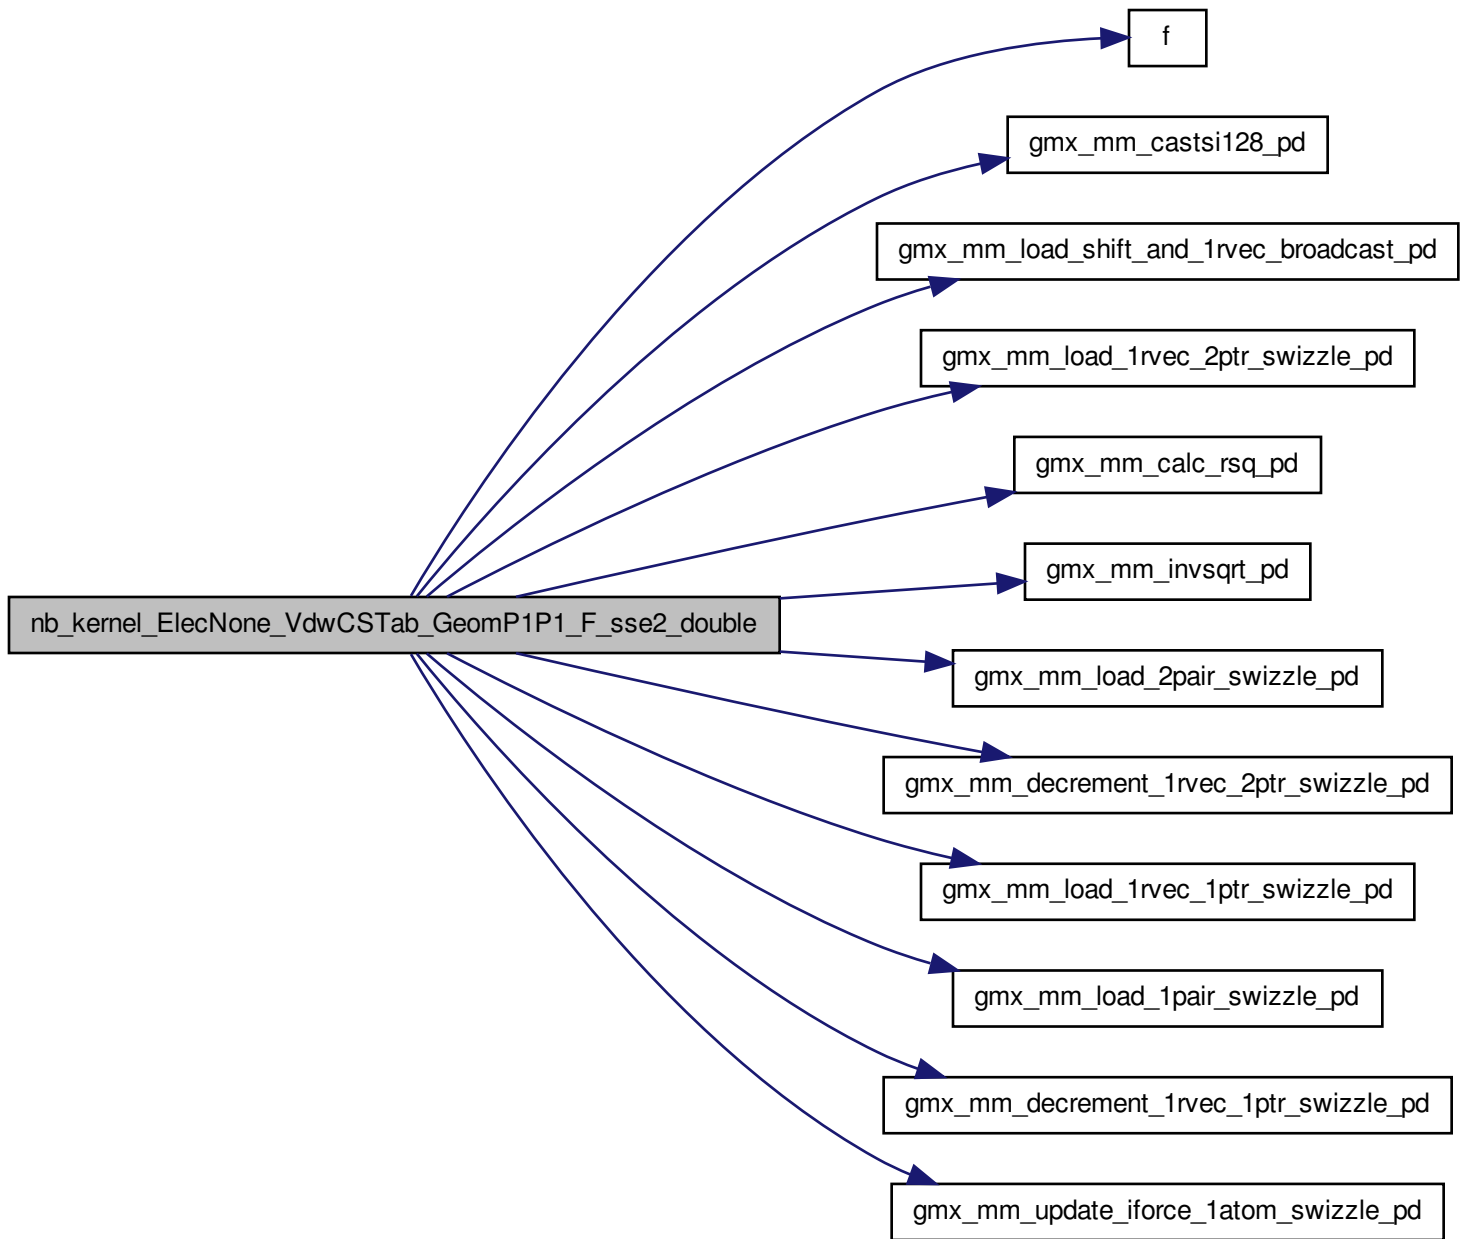 f
gmx_mm_castsi128_pd
gmx_mm_load_shift_and_1rvec_broadcast_pd
gmx_mm_load_1rvec_2ptr_swizzle_pd
gmx_mm_calc_rsq_pd
gmx_mm_invsqrt_pd
nb_kernel_ElecNone_VdwCSTab_GeomP1P1_F_sse2_double
gmx_mm_load_2pair_swizzle_pd
gmx_mm_decrement_1rvec_2ptr_swizzle_pd
gmx_mm_load_1rvec_1ptr_swizzle_pd
gmx_mm_load_1pair_swizzle_pd
gmx_mm_decrement_1rvec_1ptr_swizzle_pd
gmx_mm_update_iforce_1atom_swizzle_pd